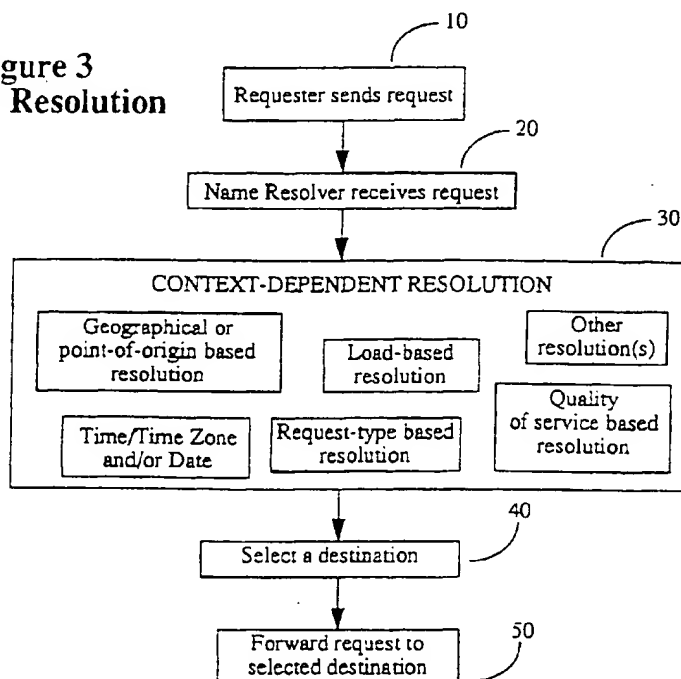 gure 3
Resolution
10
Requester sends request
20
Name Resolver receives request
30
CONTEXT-DEPENDENT RESOLUTION
Geographical or
point-of-origin based
resolution
Load-based
resolution
Other
resolution(s)
Time/Time Zone
and/or Date
Request-type based
resolution
Quality
of service based
resolution
40
Select a destination
50
Forward request to
selected destination